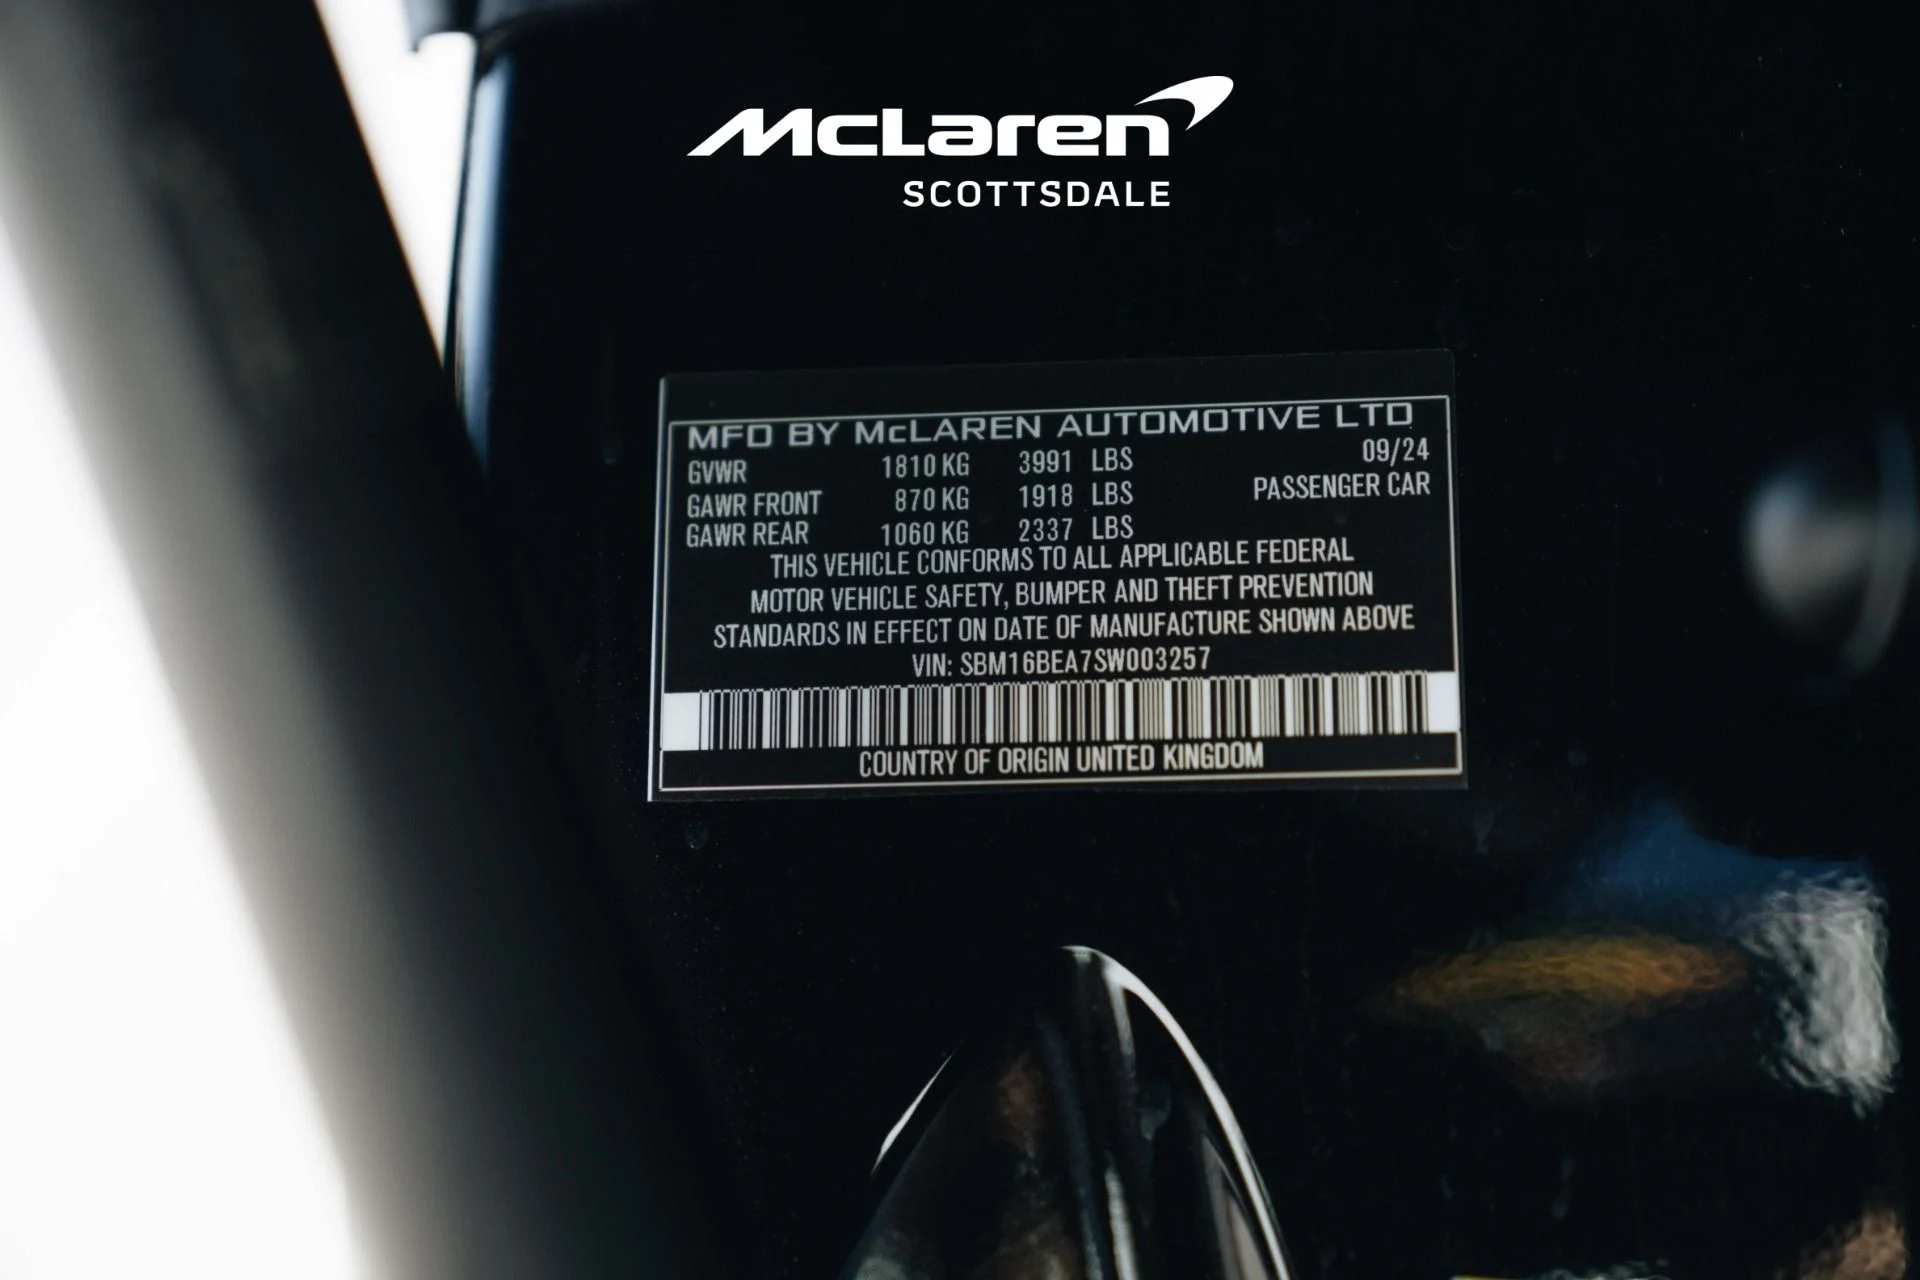 McLaren
SCOTTSDALE
MFD BY McLAREN AUTOMOTIVE LTD
GVWR 1810 KG 3991 LBS 09/24
GAWR FRONT 870 KG 1918 LBS PASSENGER CAR
GAWR REAR 1060 KG 2337 LBS
THIS VEHICLE CONFORMS TO ALL APPLICABLE FEDERAL
MOTOR VEHICLE SAFETY, BUMPER AND THEFT PREVENTION
STANDARDS IN EFFECT ON DATE OF MANUFACTURE SHOWN ABOVE
VIN: SBM16BEA7SW003257
COUNTRY OF ORIGIN UNITED KINGDOM